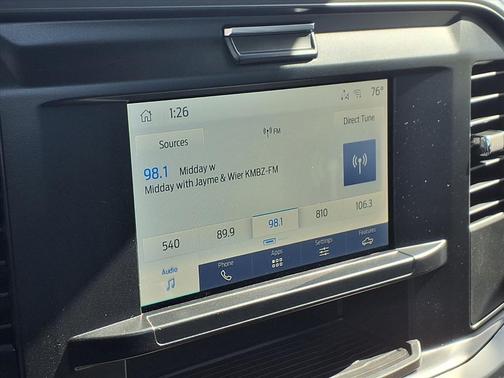 1:26
76°
Sources
FM
Direct Tune
98.1 Midday w
Midday with Jayme & Wier KMBZ-FM
540 89.9 98.1 810 106.3
Audio Phone Apps Settings Features